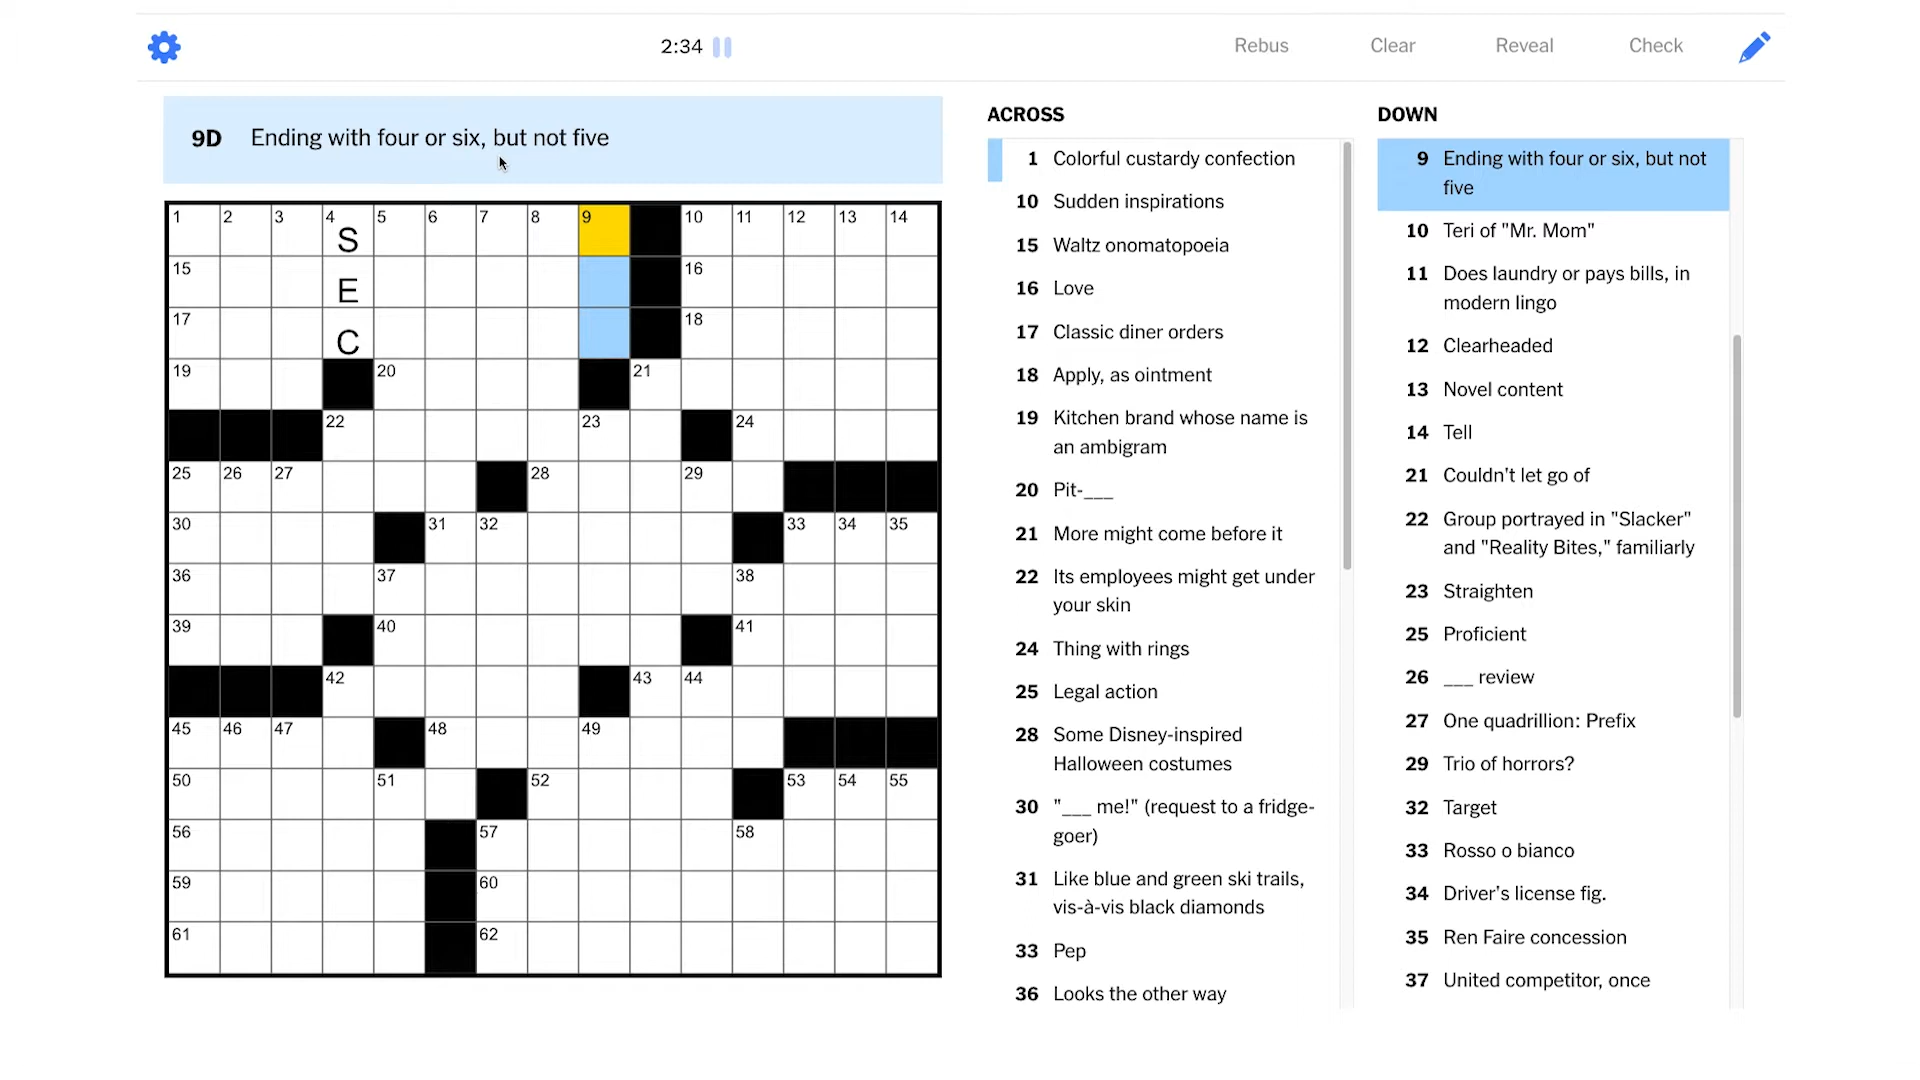 2:34
Rebus Clear Reveal Check
9D Ending with four or six, but not five
1 2 3 4 5 6 7 8 9 10 11 12 13 14
S
15 16
E
17 18
C
19 20 21
22 23 24
25 26 27 28 29
30 31 32 33 34 35
36 37 38
39 40 41
42 43 44
45 46 47 48 49
50 51 52 53 54 55
56 57 58
59 60
61 62
ACROSS
1 Colorful custardy confection
10 Sudden inspirations
15 Waltz onomatopoeia
16 Love
17 Classic diner orders
18 Apply, as ointment
19 Kitchen brand whose name is
an ambigram
20 Pit-___
21 More might come before it
22 Its employees might get under
your skin
24 Thing with rings
25 Legal action
28 Some Disney-inspired
Halloween costumes
30 "___ me!" (request to a fridge-
goer)
31 Like blue and green ski trails,
vis-à-vis black diamonds
33 Pep
36 Looks the other way
DOWN
9 Ending with four or six, but not
five
10 Teri of "Mr. Mom"
11 Does laundry or pays bills, in
modern lingo
12 Clearheaded
13 Novel content
14 Tell
21 Couldn't let go of
22 Group portrayed in "Slacker"
and "Reality Bites," familiarly
23 Straighten
25 Proficient
26 ___ review
27 One quadrillion: Prefix
29 Trio of horrors?
32 Target
33 Rosso o bianco
34 Driver's license fig.
35 Ren Faire concession
37 United competitor, once